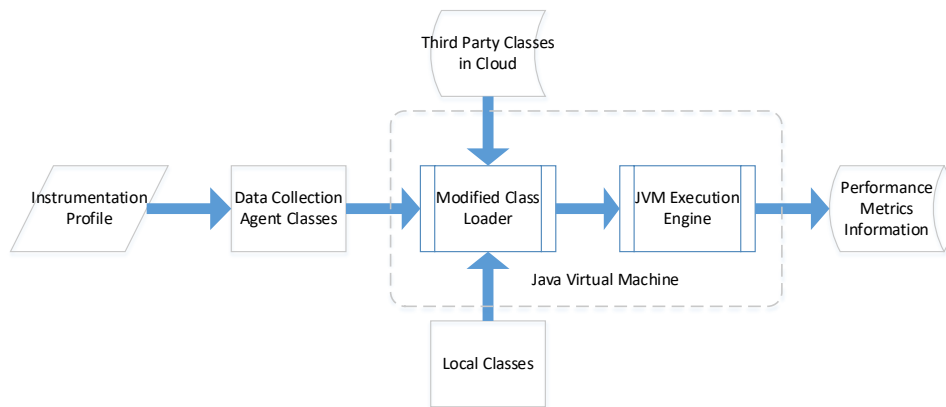 Third Party Classes
in Cloud
Instrumentation
Profile
Data Collection
Agent Classes
Modified Class
Loader
JVM Execution
Engine
Performance
Metrics
Information
Java Virtual Machine
Local Classes